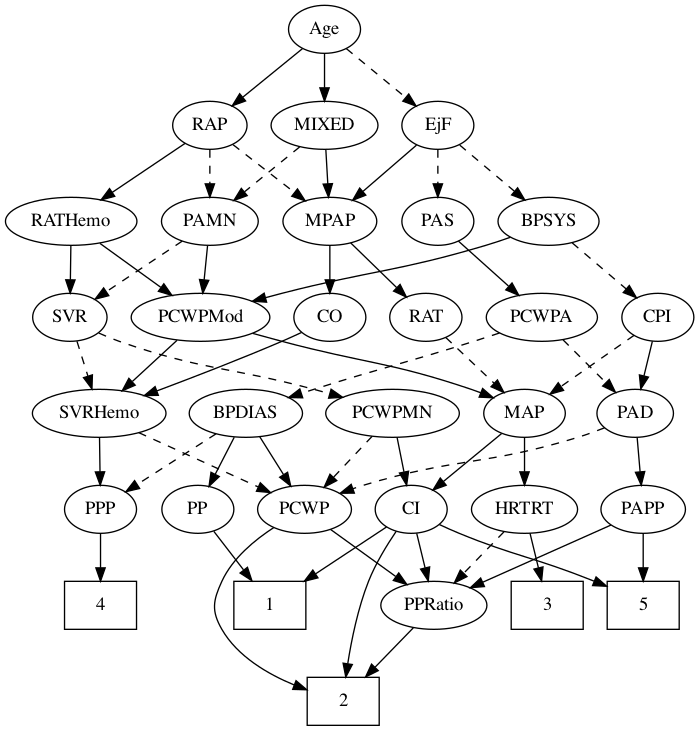 Age
RAP MIXED EjF
RATHemo PAMN MPAP PAS BPSYS
SVR PCWPMod CO RAT PCWPA CPI
SVRHemo BPDIAS PCWPMN MAP PAD
PPP PP PCWP CI HRTRT PAPP
4 1 PPRatio 3 5
2